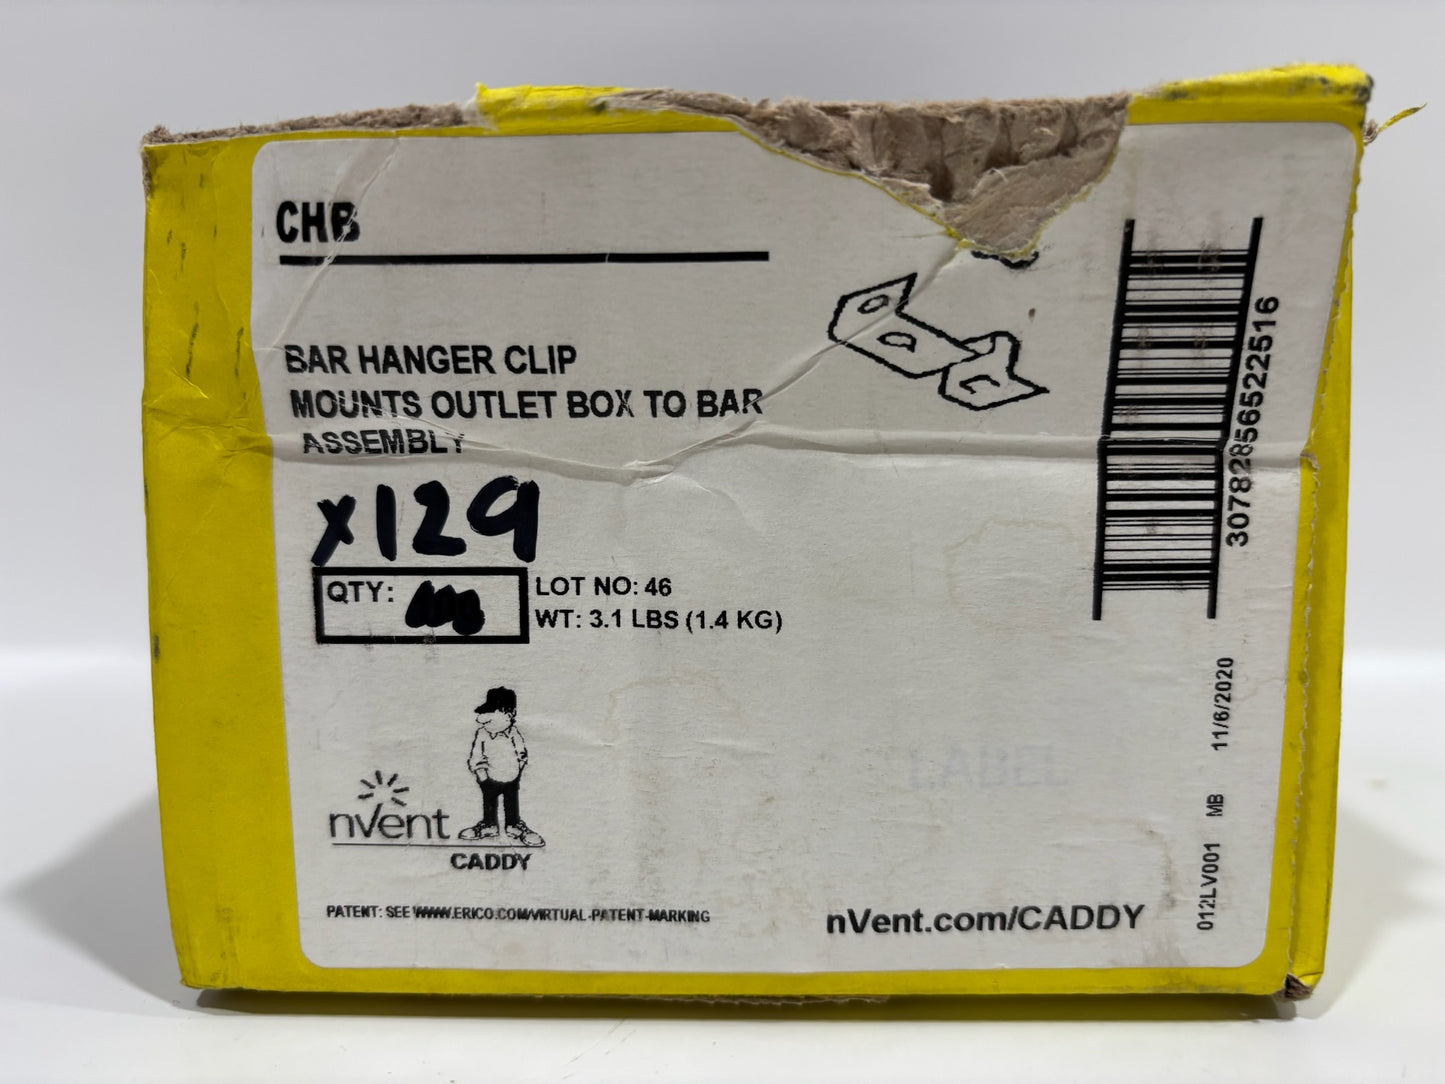 CHB
BAR HANGER CLIP
MOUNTS OUTLET BOX TO BAR
ASSEMBLY
x129
QTY:
LOT NO: 46
WT: 3.1 LBS (1.4 KG)
nVent
CADDY
PATENT: SEE WWW.ERICO.COM/VIRTUAL-PATENT-MARKING
nVent.com/CADDY
30782856522516
012LV001 MB 11/6/2020
LABEL